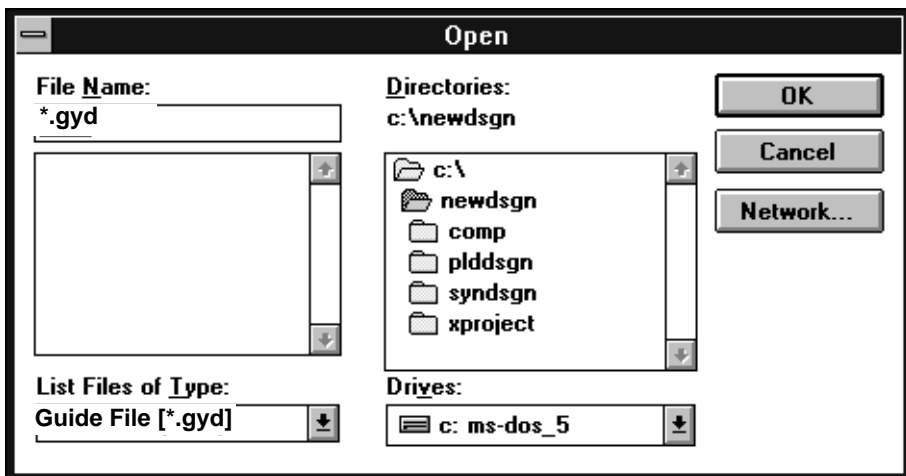 Open
File Name:
*.gyd
Directories:
c:\newdsgn
c:\
newdsgn
comp
plddsgn
syndsgn
xproject
OK
Cancel
Network...
List Files of Type:
Guide File [*.gyd]
Drives:
c: ms-dos_5